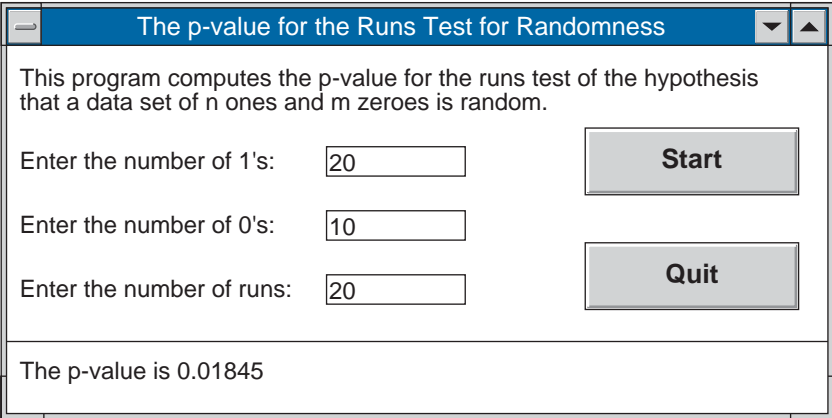 The p-value for the Runs Test for Randomness
This program computes the p-value for the runs test of the hypothesis
that a data set of n ones and m zeroes is random.
Enter the number of 1's:
20
Start
Enter the number of 0's:
10
Enter the number of runs:
20
Quit
The p-value is 0.01845